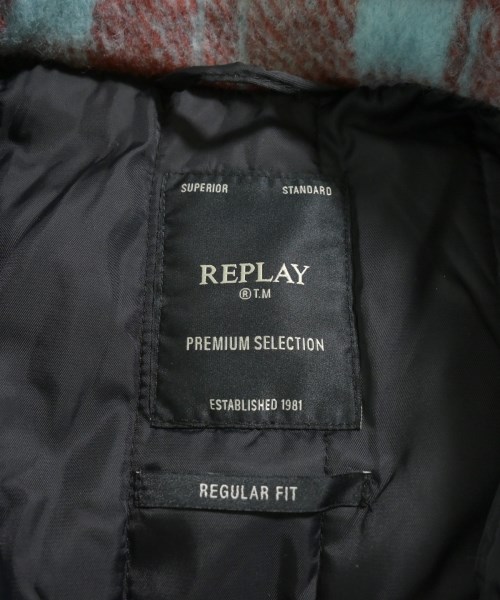 SUPERIOR STANDARD
REPLAY
® T.M
PREMIUM SELECTION
ESTABLISHED 1981
REGULAR FIT